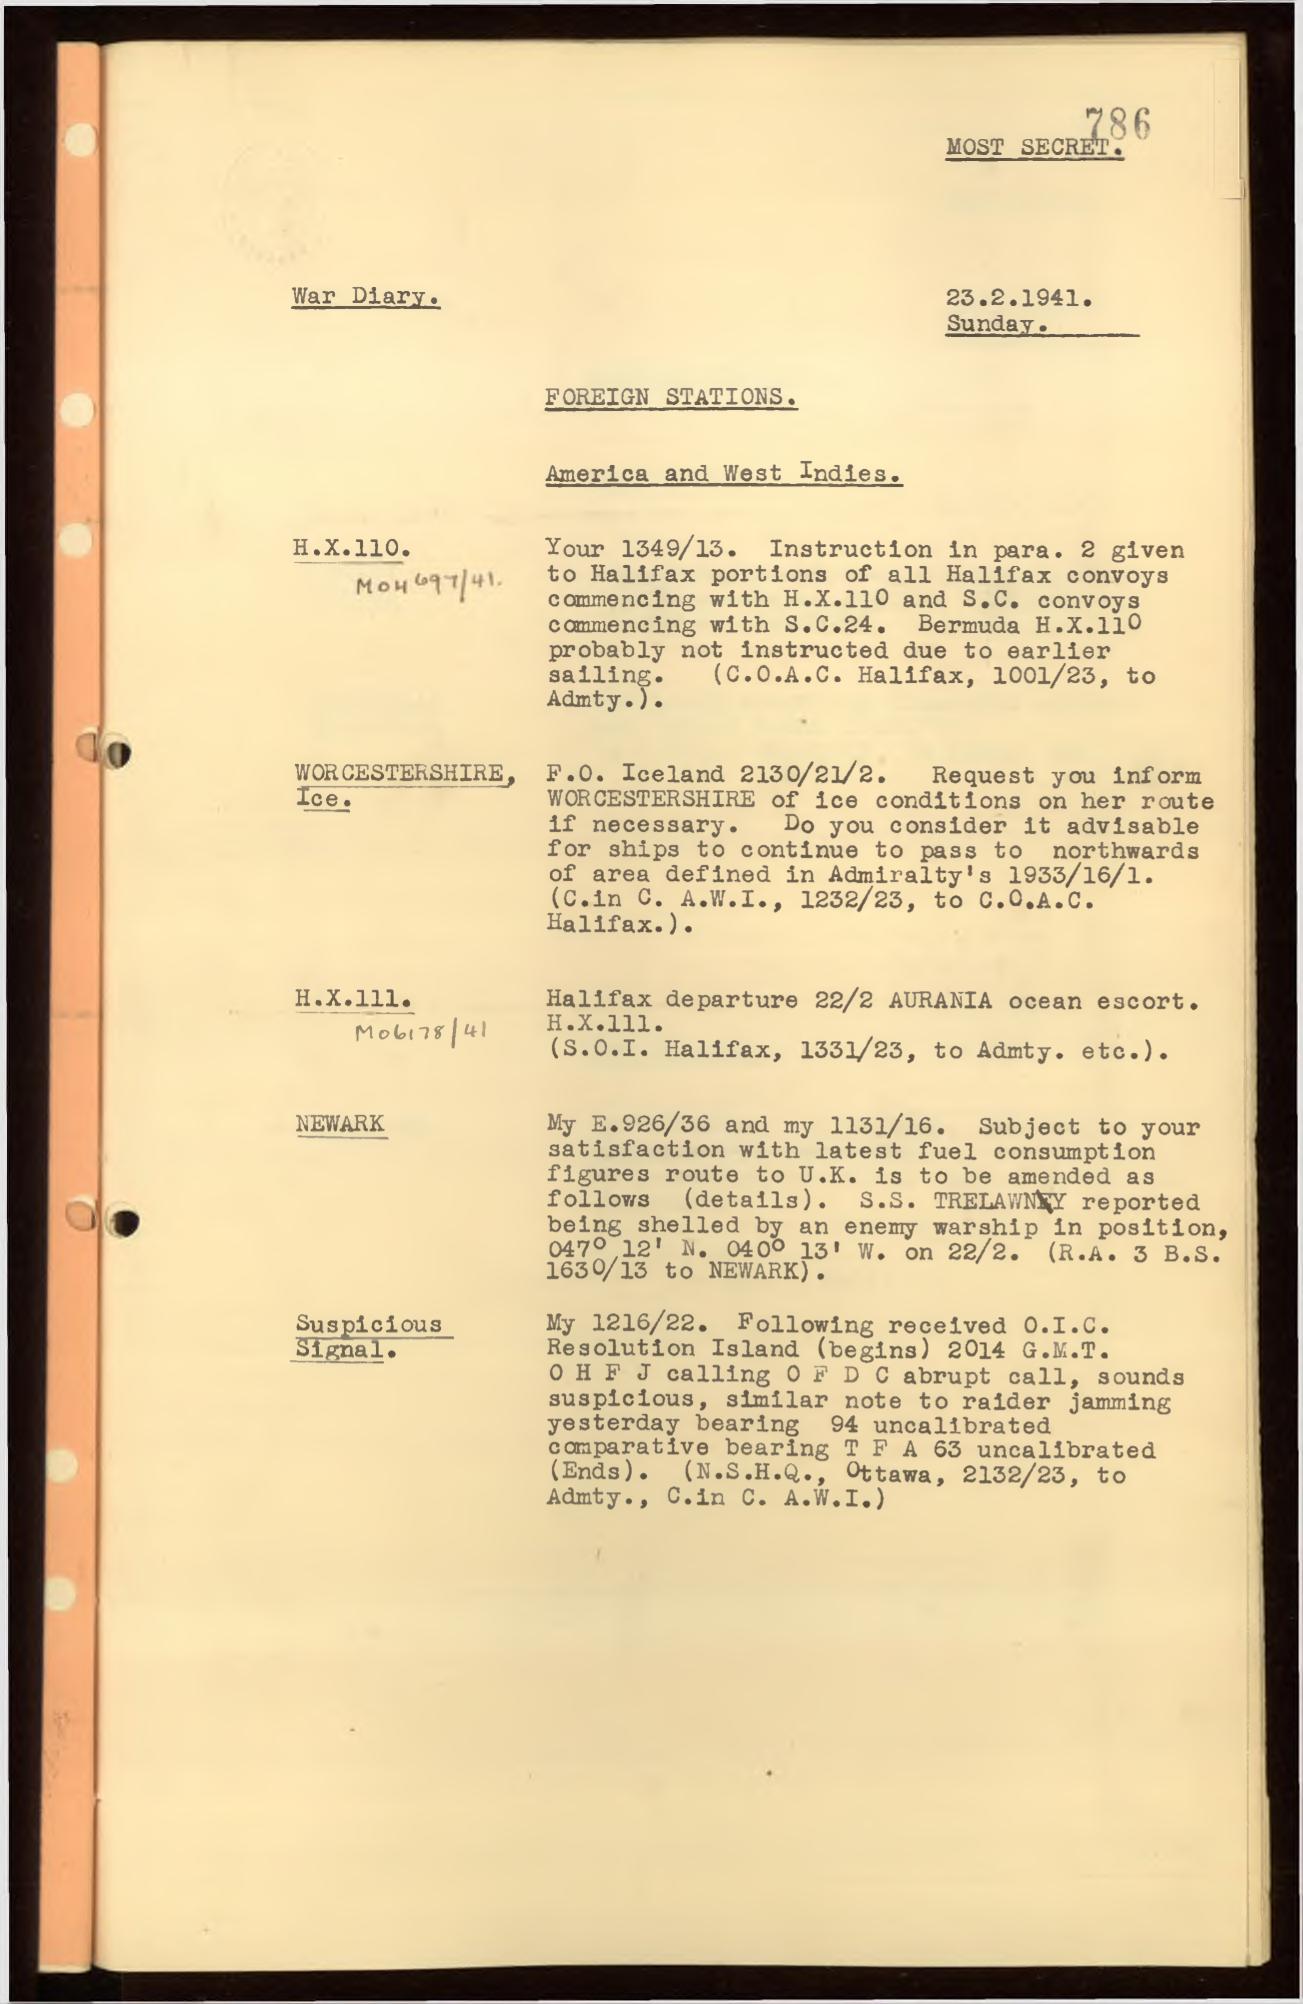 786
MOST SECRET.
War Diary.
23.2.1941.
Sunday.
FOREIGN STATIONS.
America and West Indies.
H.X.110.
M04697/41.
Your 1349/13. Instruction in para. 2 given
to Halifax portions of all Halifax convoys
commencing with H.X.110 and S.C. convoys
commencing with S.C.24. Bermuda H.X.110
probably not instructed due to earlier
sailing. (C.O.A.C. Halifax, 1001/23, to
Admty.).
WORCESTERSHIRE,
Ice.
F.O. Iceland 2130/21/2. Request you inform
WORCESTERSHIRE of ice conditions on her route
if necessary. Do you consider it advisable
for ships to continue to pass to northwards
of area defined in Admiralty's 1933/16/1.
(C.in C. A.W.I., 1232/23, to C.O.A.C.
Halifax.).
H.X.111.
M06178/41
Halifax departure 22/2 AURANIA ocean escort.
H.X.111.
(S.O.I. Halifax, 1331/23, to Admty. etc.).
NEWARK
My E.926/36 and my 1131/16. Subject to your
satisfaction with latest fuel consumption
figures route to U.K. is to be amended as
follows (details). S.S. TRELAWNY reported
being shelled by an enemy warship in position,
047° 12' N. 040° 13' W. on 22/2. (R.A. 3 B.S.
1630/13 to NEWARK).
Suspicious
Signal.
My 1216/22. Following received O.I.C.
Resolution Island (begins) 2014 G.M.T.
O H F J calling O F D C abrupt call, sounds
suspicious, similar note to raider jamming
yesterday bearing 94 uncalibrated
comparative bearing T F A 63 uncalibrated
(Ends). (N.S.H.Q., Ottawa, 2132/23, to
Admty., C.in C. A.W.I.)